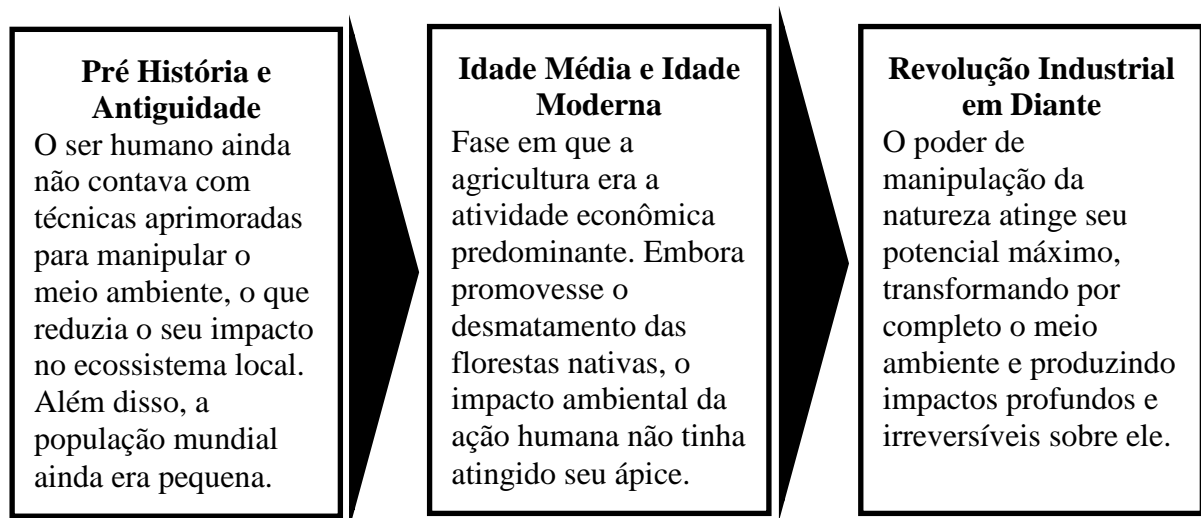 Pré História e
Antiguidade
O ser humano ainda
não contava com
técnicas aprimoradas
para manipular o
meio ambiente, o que
reduzia o seu impacto
no ecossistema local.
Além disso, a
população mundial
ainda era pequena.
Idade Média e Idade
Moderna
Fase em que a
agricultura era a
atividade econômica
predominante. Embora
promovesse o
desmatamento das
florestas nativas, o
impacto ambiental da
ação humana não tinha
atingido seu ápice.
Revolução Industrial
em Diante
O poder de
manipulação da
natureza atinge seu
potencial máximo,
transformando por
completo o meio
ambiente e produzindo
impactos profundos e
irreversíveis sobre ele.